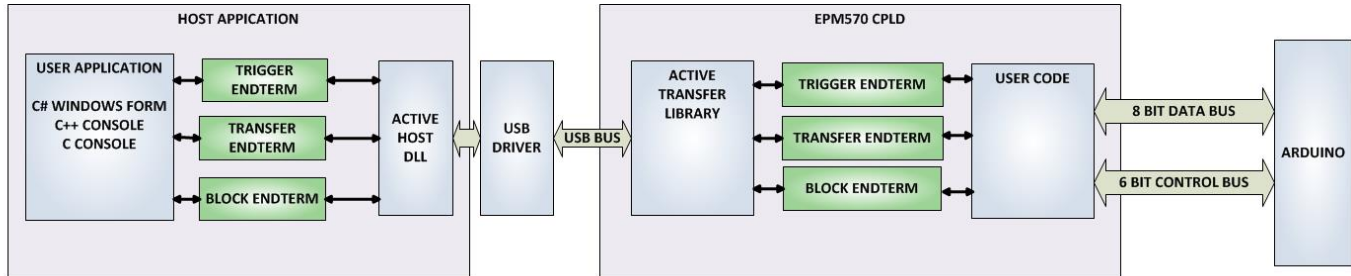 HOST APPICATION
USER APPLICATION
C# WINDOWS FORM
C++ CONSOLE
C CONSOLE
TRIGGER
ENDTERM
TRANSFER
ENDTERM
BLOCK ENDTERM
ACTIVE
HOST
DLL
USB
DRIVER
USB BUS
EPM570 CPLD
ACTIVE
TRANSFER
LIBRARY
TRIGGER ENDTERM
TRANSFER ENDTERM
BLOCK ENDTERM
USER CODE
8 BIT DATA BUS
6 BIT CONTROL BUS
ARDUINO